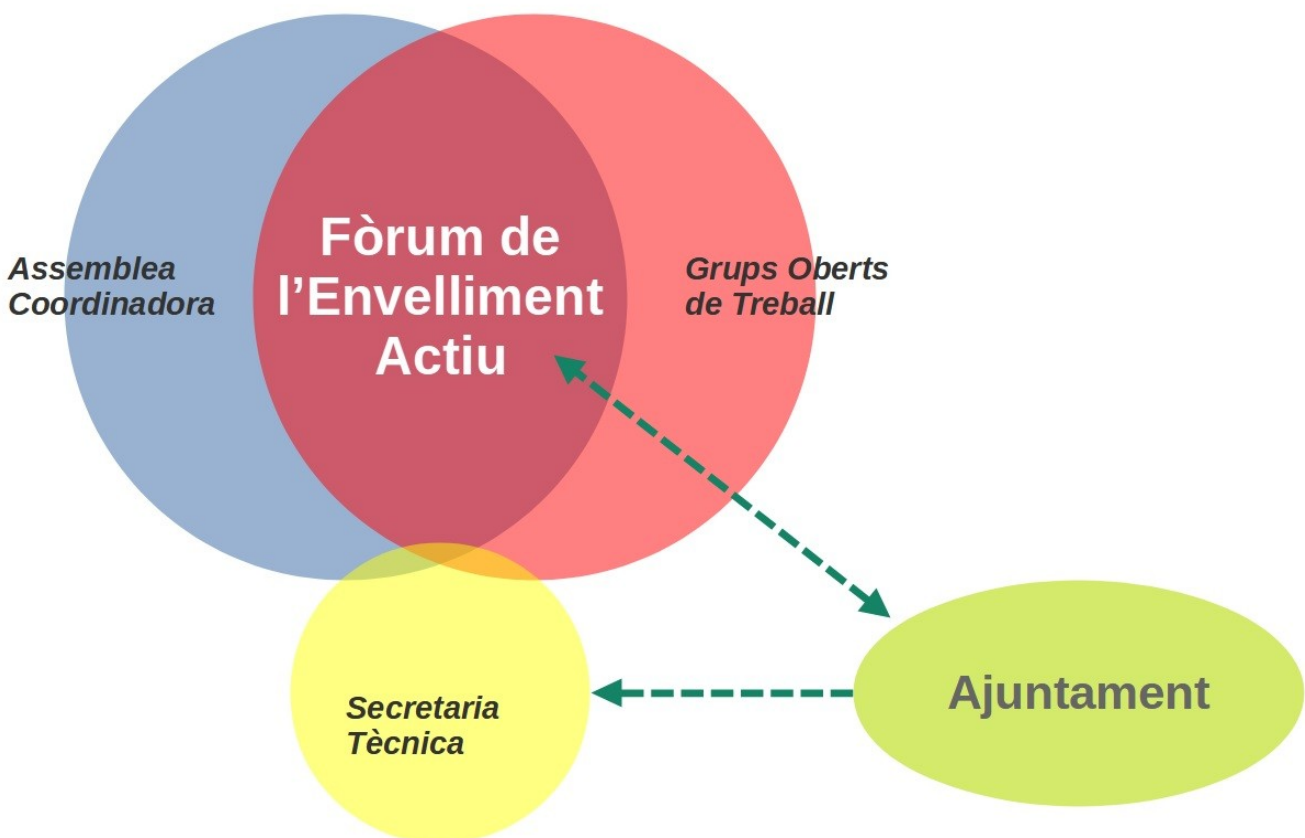 Fòrum de
l’Envelliment
Actiu
Assemblea
Coordinadora
Grups Oberts
de Treball
Secretaria
Tècnica
Ajuntament